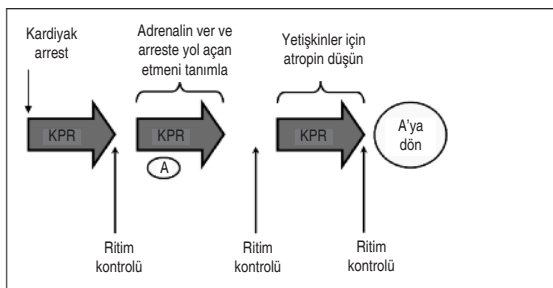 Kardiyak
arrest
Adrenalin ver ve
arreste yol açan
etmeni tanımla
Yetişkinler için
atropin düşün
KPR
KPR
KPR
A
A'ya
dön
Ritim
kontrolü
Ritim
kontrolü
Ritim
kontrolü